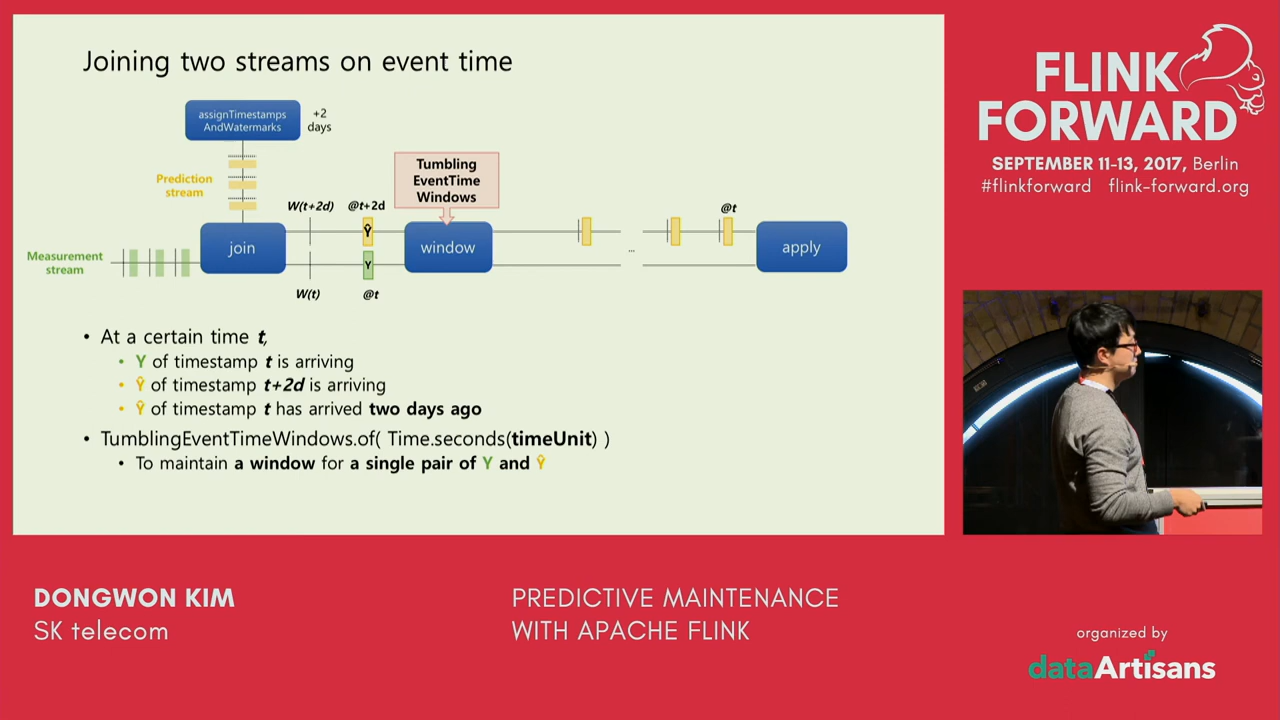 Joining two streams on event time
assignTimestamps
AndWatermarks
+2
days
Prediction
stream
Tumbling
EventTime
Windows
W(t+2d)
@t+2d
@t
Ŷ
join
window
...
apply
Measurement
stream
Y
W(t)
@t
• At a certain time t,
• Y of timestamp t is arriving
• Ŷ of timestamp t+2d is arriving
• Ŷ of timestamp t has arrived two days ago
• TumblingEventTimeWindows.of( Time.seconds(timeUnit) )
• To maintain a window for a single pair of Y and Ŷ
FLINK
FORWARD
SEPTEMBER 11-13, 2017, Berlin
#flinkforward flink-forward.org
DONGWON KIM
SK telecom
PREDICTIVE MAINTENANCE
WITH APACHE FLINK
organized by
dataArtisans